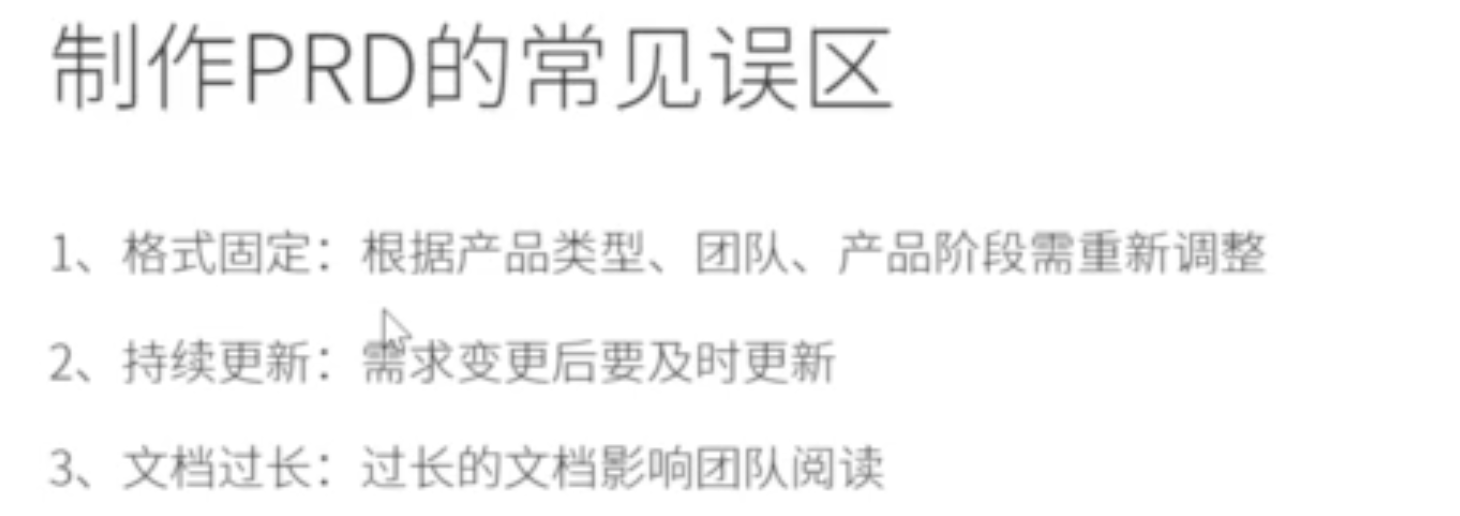 制作PRD的常见误区
1、格式固定：根据产品类型、团队、产品阶段需重新调整
2、持续更新：需求变更后要及时更新
3、文档过长：过长的文档影响团队阅读